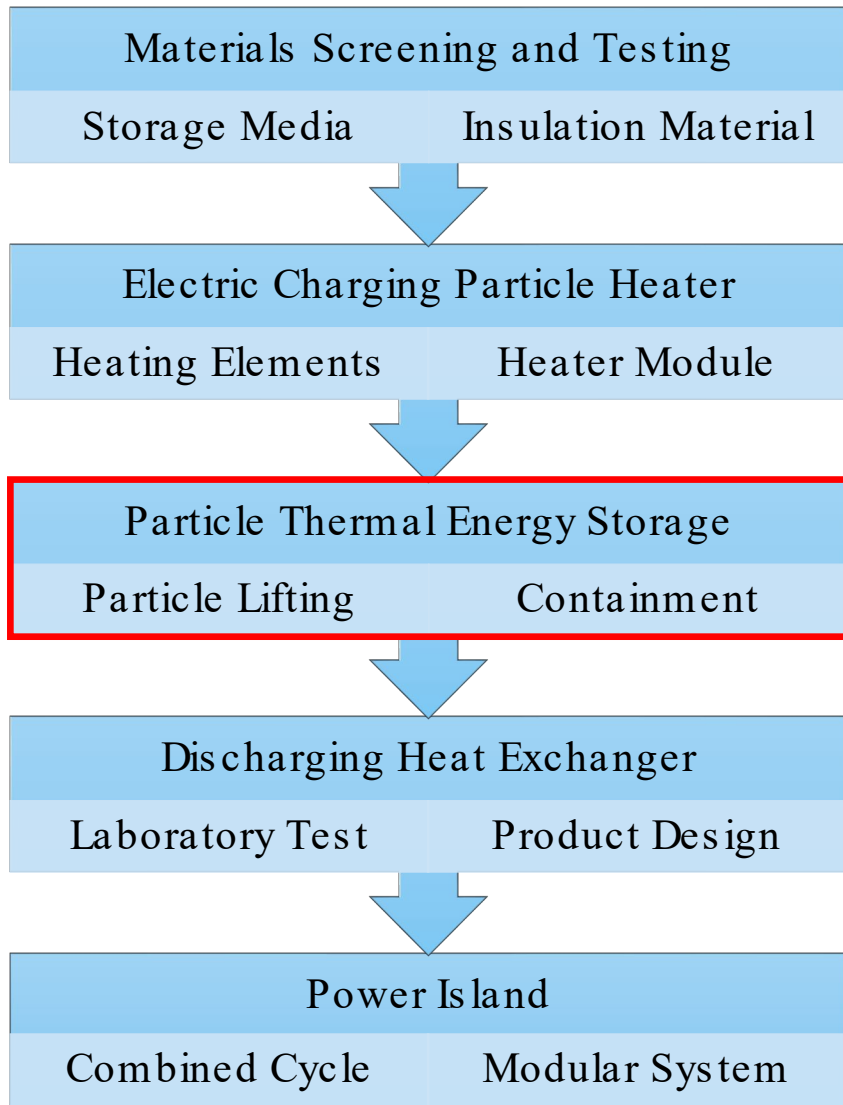 Materials Screening and Testing
Storage Media Insulation Material
Electric Charging Particle Heater
Heating Elements Heater Module
Particle Thermal Energy Storage
Particle Lifting Containment
Discharging Heat Exchanger
Laboratory Test Product Design
Power Island
Combined Cycle Modular System